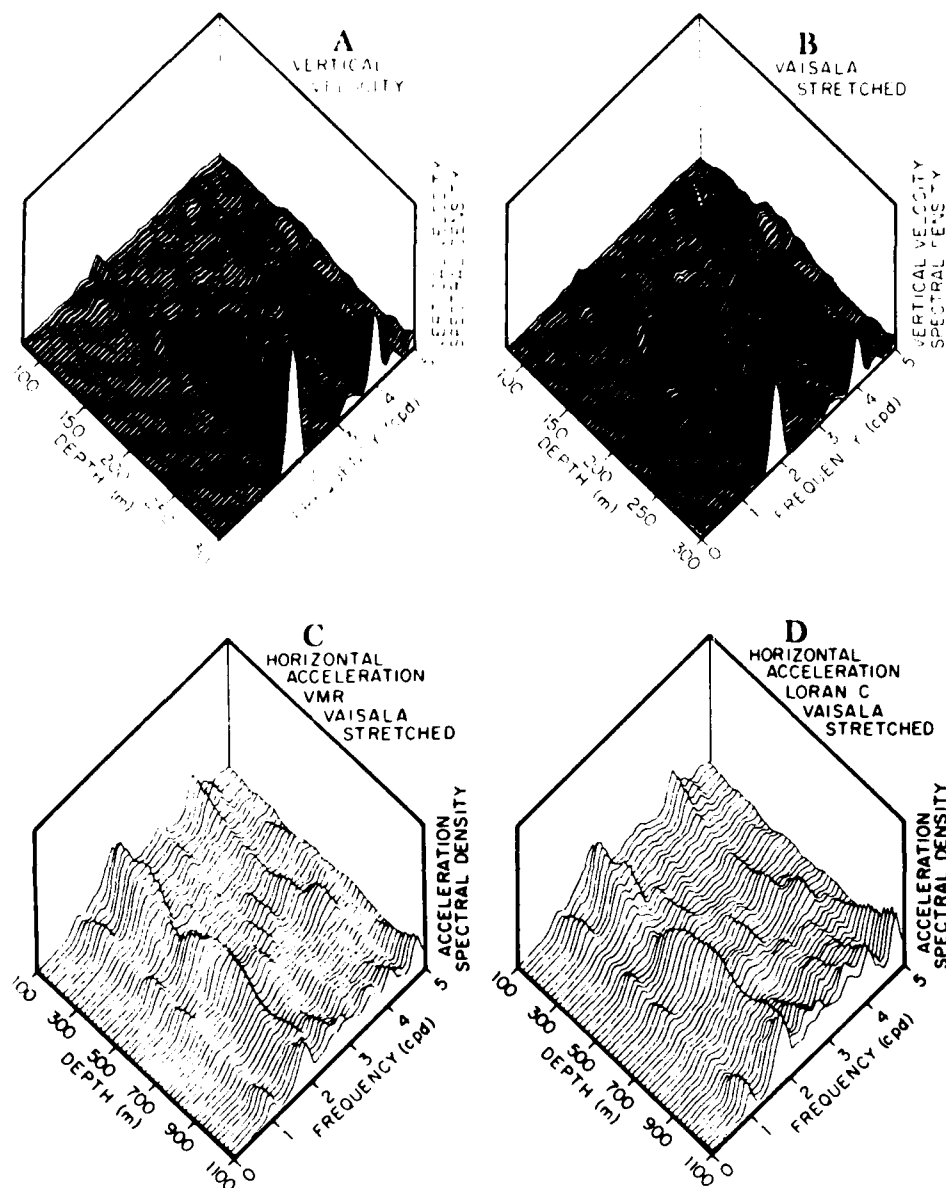 A
VERTICAL
B
VAISALA
STRETCHED
VERTICAL VELOCITY
SPECTRAL DENSITY
100
150
200
DEPTH (m)
4
100
150
200
250
300
DEPTH (m)
0
1
2
3
4
5
(cpd)
C
HORIZONTAL
ACCELERATION
VMR
VAISALA
STRETCHED
ACCELERATION
SPECTRAL DENSITY
100
300
500
700
900
1100
DEPTH (m)
0
1
2
3
4
5
FREQUENCY (cpd)
D
HORIZONTAL
ACCELERATION
LORAN C
VAISALA
STRETCHED
ACCELERATION
SPECTRAL DENSITY
100
300
500
700
900
1100
DEPTH (m)
0
1
2
3
4
5
FREQUENCY (cpd)